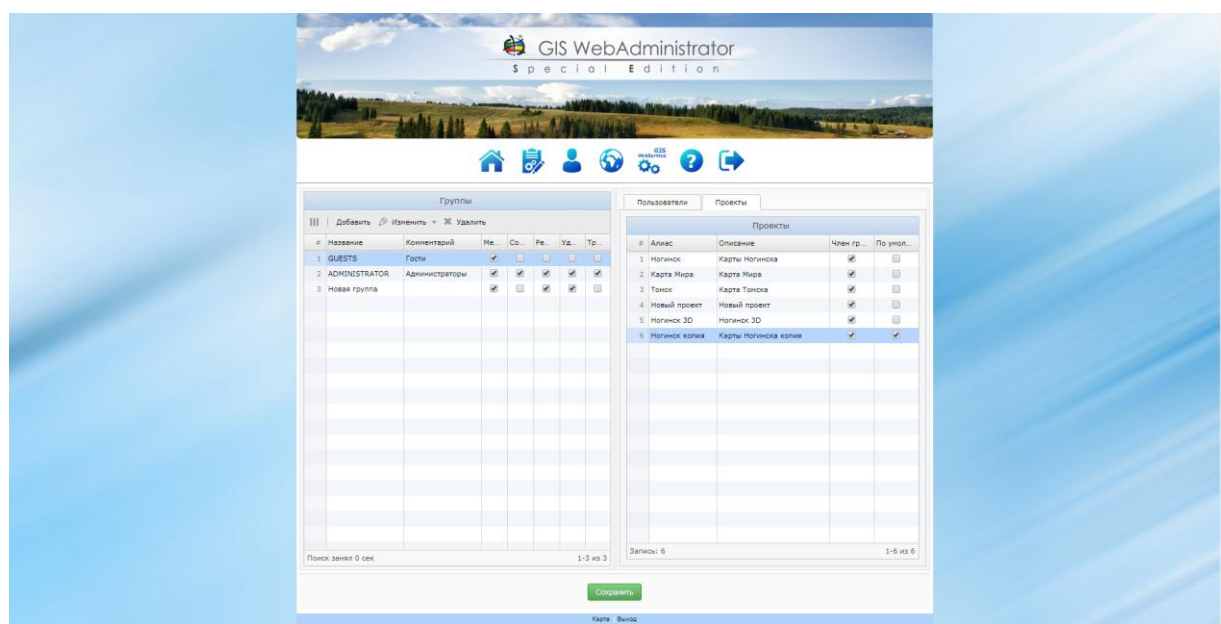 GIS WebAdministrator
Special Edition
GIS
WebService
Группы
Добавить Изменить Удалить
# Название Комментарий Ме... Со... Ре... Уд... Тр...
1 GUESTS Гости
2 ADMINISTRATOR Администраторы
3 Новая группа
Поиск занял 0 сек 1-3 из 3
Пользователи Проекты
Проекты
# Алиас Описание Член гр... По умол...
1 Ногинск Карты Ногинска
2 Карта Мира Карта Мира
3 Томск Карта Томска
4 Новый проект Новый проект
5 Ногинск 3D Ногинск 3D
6 Ногинск копия Карты Ногинска копия
Запись: 6 1-6 из 6
Сохранить
Карта Выход